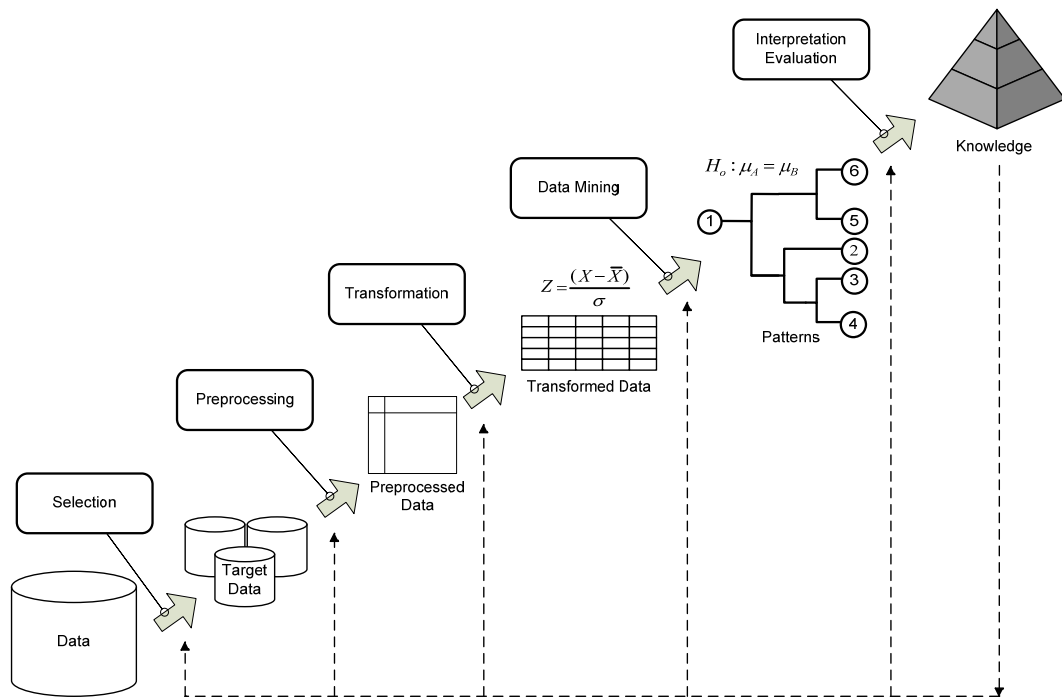 Interpretation
Evaluation
Knowledge
Data Mining
H_o : μ_A = μ_B
1
6
5
2
3
4
Patterns
Transformation
Z = (X − X̅) / σ
Transformed Data
Preprocessing
Preprocessed
Data
Selection
Target
Data
Data